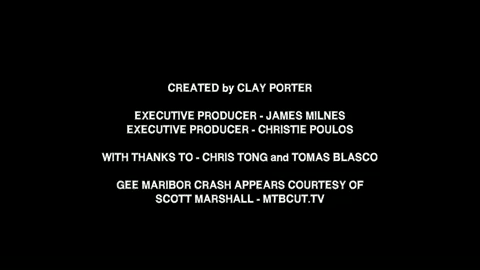 CREATED by CLAY PORTER
EXECUTIVE PRODUCER - JAMES MILNES
EXECUTIVE PRODUCER - CHRISTIE POULOS
WITH THANKS TO - CHRIS TONG and TOMAS BLASCO
GEE MARIBOR CRASH APPEARS COURTESY OF
SCOTT MARSHALL - MTBCUT.TV